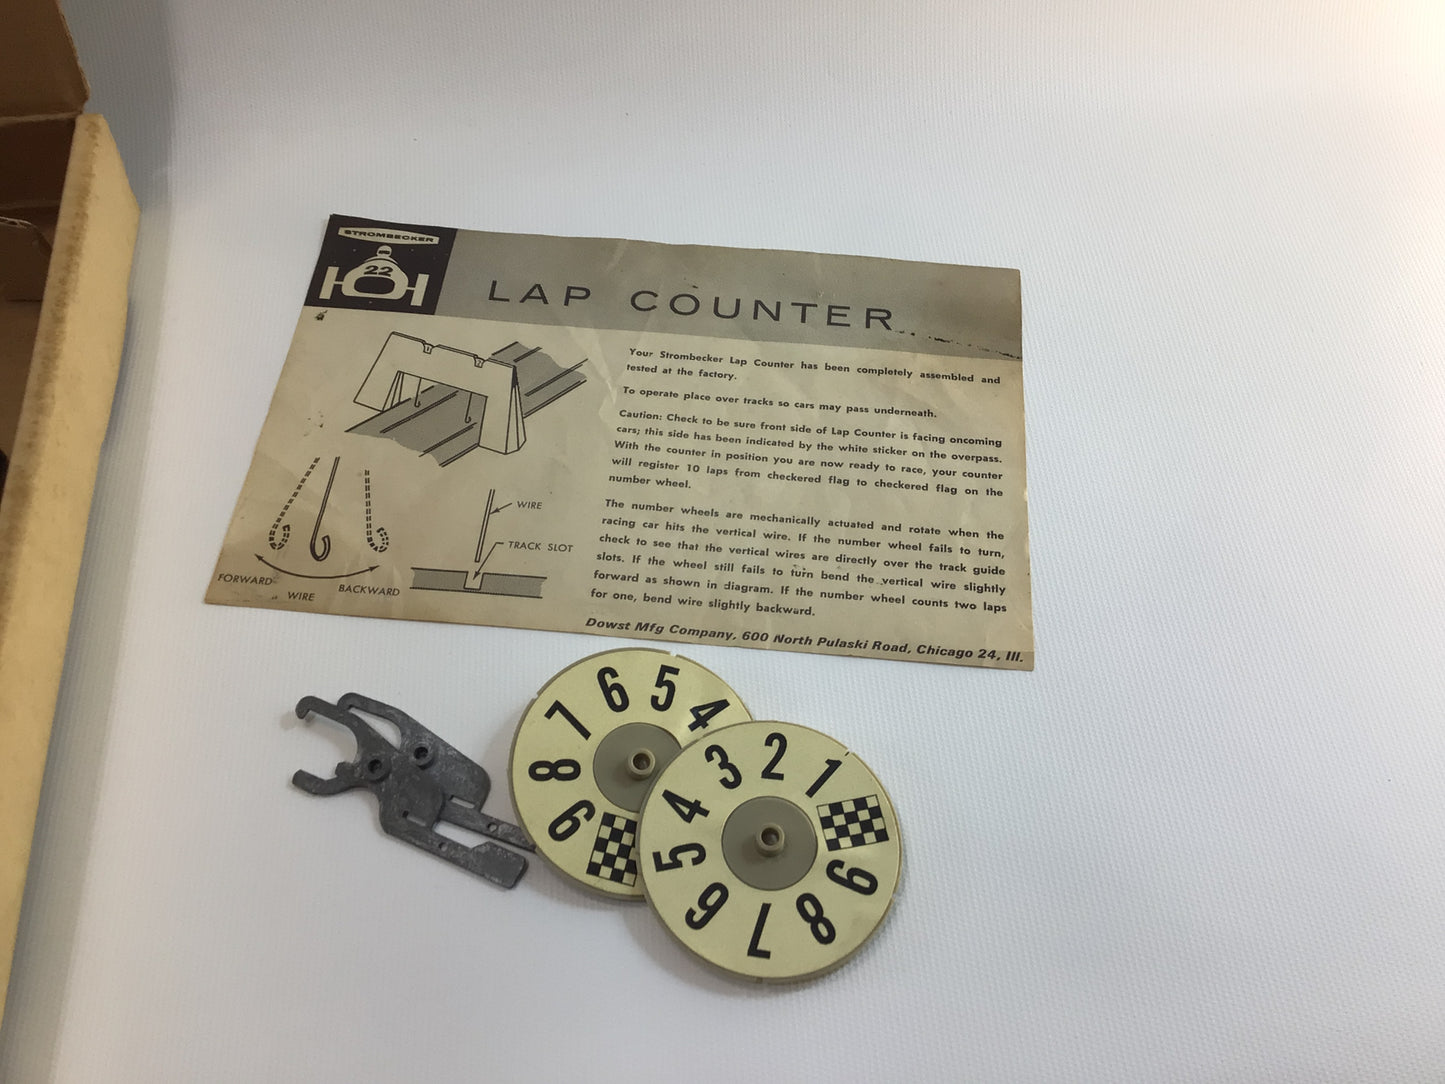 STROMBECKER
22
LAP COUNTER
Your Strombecker Lap Counter has been completely assembled and
tested at the factory.
To operate place over tracks so cars may pass underneath.
Caution: Check to be sure front side of Lap Counter is facing oncoming
cars; this side has been indicated by the white sticker on the overpass.
With the counter in position you are now ready to race, your counter
will register 10 laps from checkered flag to checkered flag on the
number wheel.
The number wheels are mechanically actuated and rotate when the
racing car hits the vertical wire. If the number wheel fails to turn,
check to see that the vertical wires are directly over the track guide
slots. If the wheel still fails to turn bend the vertical wire slightly
forward as shown in diagram. If the number wheel counts two laps
for one, bend wire slightly backward.
Dowst Mfg Company, 600 North Pulaski Road, Chicago 24, Ill.
WIRE
TRACK SLOT
FORWARD
WIRE
BACKWARD
4 5 6 7 8 9
1 2 3 4 5 6 7 8 9